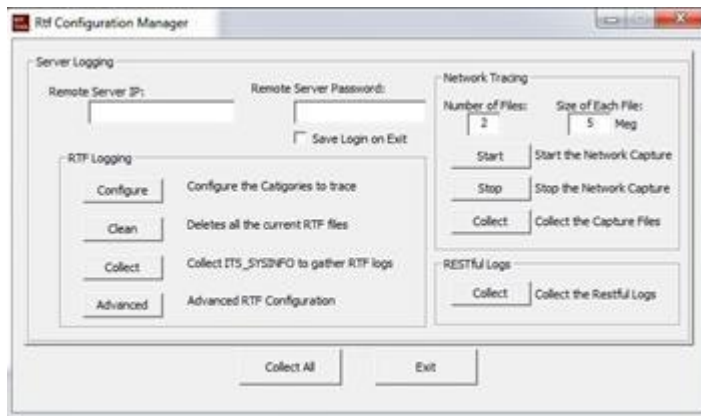 Rtf Configuration Manager
Server Logging
Remote Server IP:
Remote Server Password:
Save Login on Exit
RTF Logging
Configure Configure the Catigories to trace
Clean Deletes all the current RTF files
Collect Collect ITS_SYSINFO to gather RTF logs
Advanced Advanced RTF Configuration
Network Tracing
Number of Files: Size of Each File:
2 5 Meg
Start Start the Network Capture
Stop Stop the Network Capture
Collect Collect the Capture Files
RESTful Logs
Collect Collect the Restful Logs
Collect All Exit